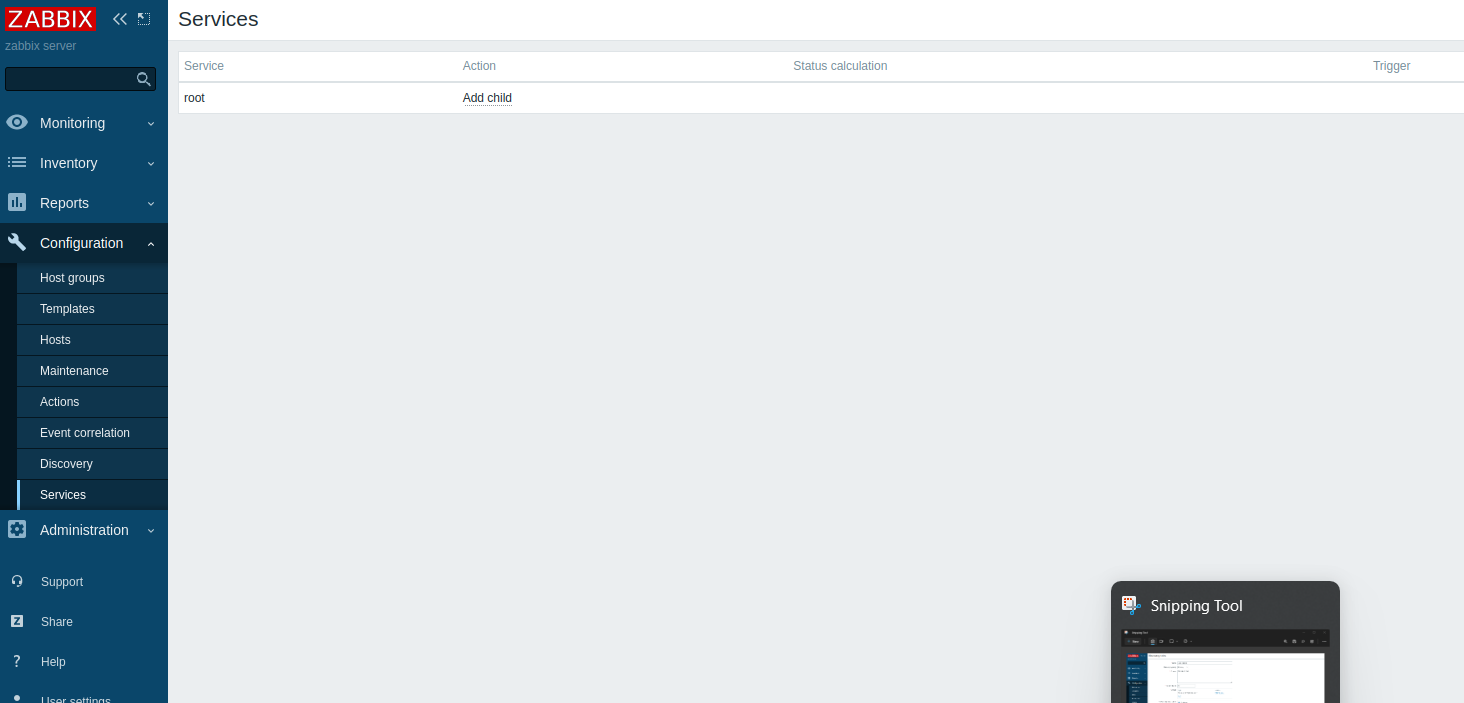 ZABBIX
zabbix server
Monitoring
Inventory
Reports
Configuration
Host groups
Templates
Hosts
Maintenance
Actions
Event correlation
Discovery
Services
Administration
Support
Share
Help
User settings
Services
Service Action Status calculation Trigger
root Add child
Snipping Tool